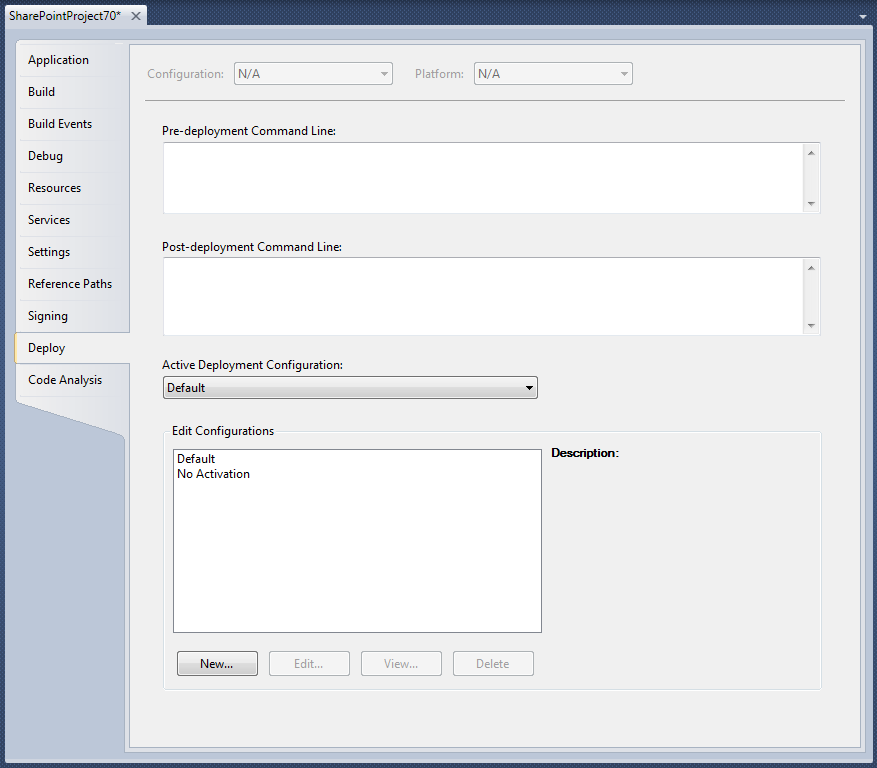 SharePointProject70*
Application
Build
Build Events
Debug
Resources
Services
Settings
Reference Paths
Signing
Deploy
Code Analysis
Configuration: N/A Platform: N/A
Pre-deployment Command Line:
Post-deployment Command Line:
Active Deployment Configuration:
Default
Edit Configurations
Default
No Activation
Description:
New... Edit... View... Delete